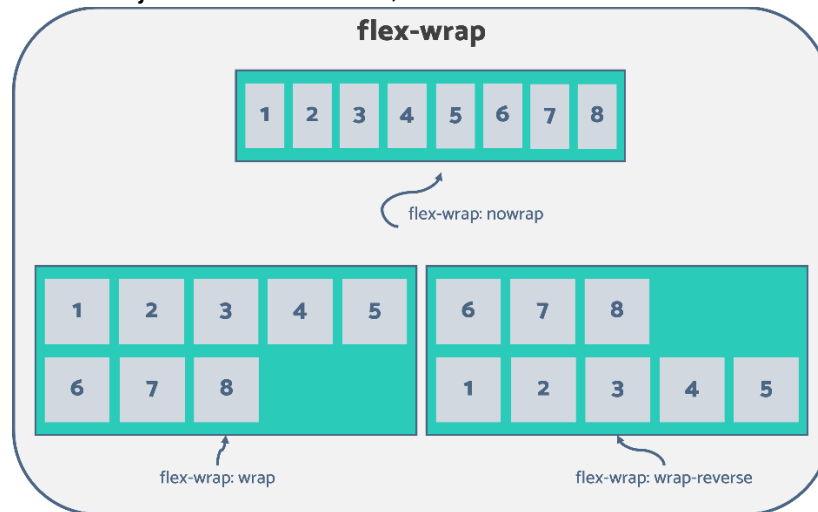 flex-wrap
1 2 3 4 5 6 7 8
flex-wrap: nowrap
1 2 3 4 5
6 7 8
flex-wrap: wrap
6 7 8
1 2 3 4 5
flex-wrap: wrap-reverse